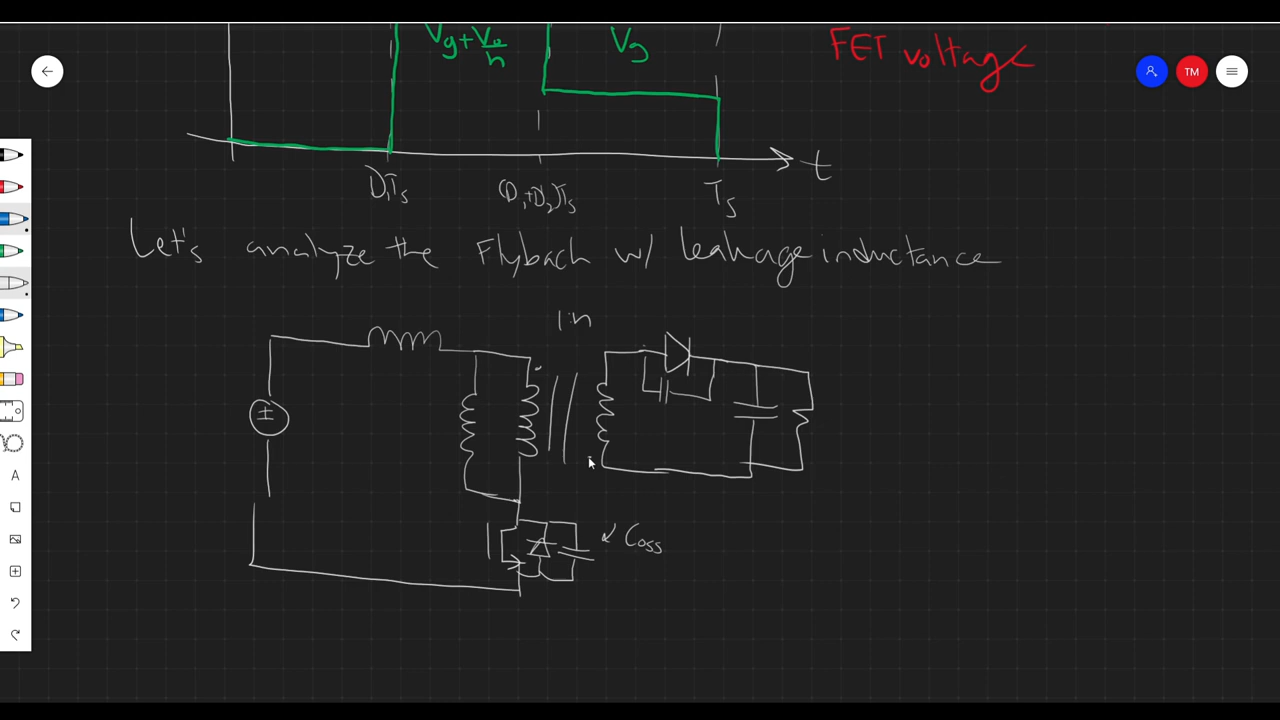 Vg+Vo/n
Vg
FET voltage
TM
D1Ts
(D1+D2)Ts
Ts
t
Let's analyze the Flyback w/ leakage inductance
1:n
Coss
A